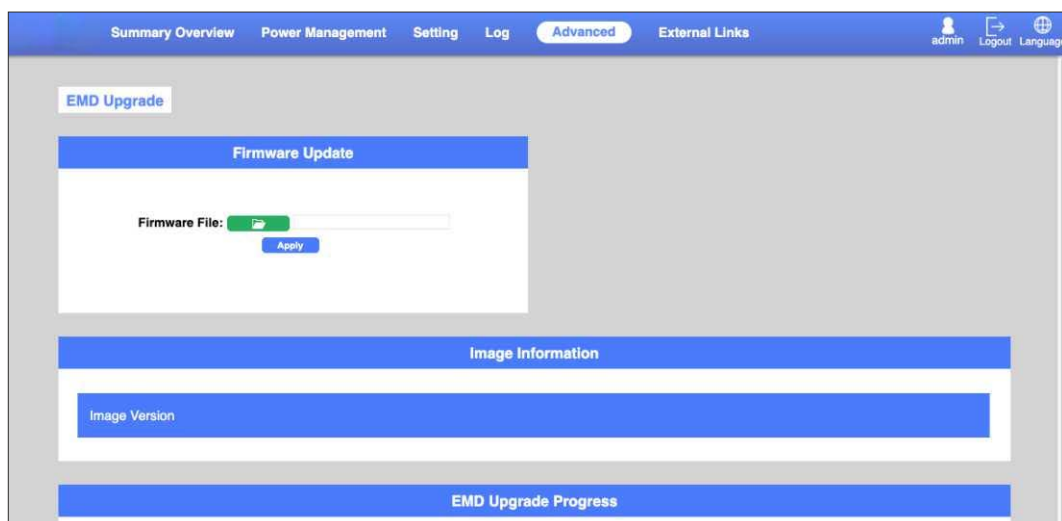 Summary Overview Power Management Setting Log Advanced External Links admin Logout Language
EMD Upgrade
Firmware Update
Firmware File:
Apply
Image Information
Image Version
EMD Upgrade Progress